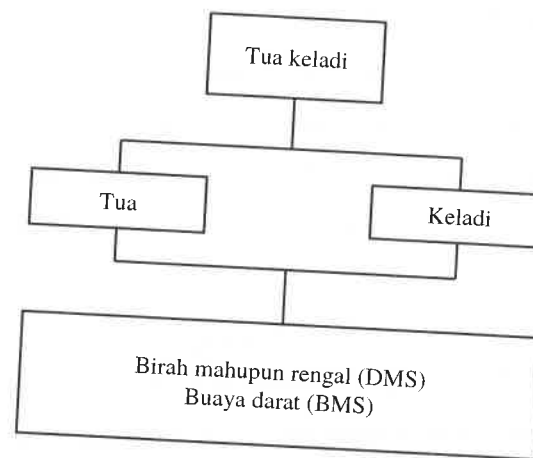 Tua keladi
Tua
Keladi
Birah mahupun rengal (DMS)
Buaya darat (BMS)